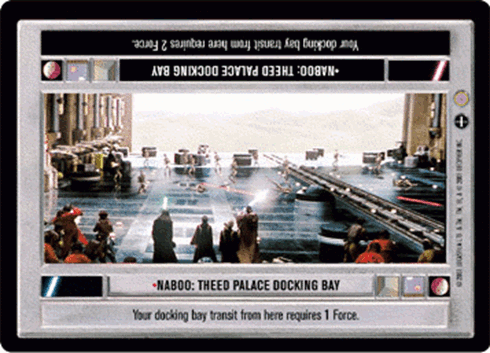 Your docking bay transit from here requires 2 Force.
•NABOO: THEED PALACE DOCKING BAY
•NABOO: THEED PALACE DOCKING BAY
Your docking bay transit from here requires 1 Force.